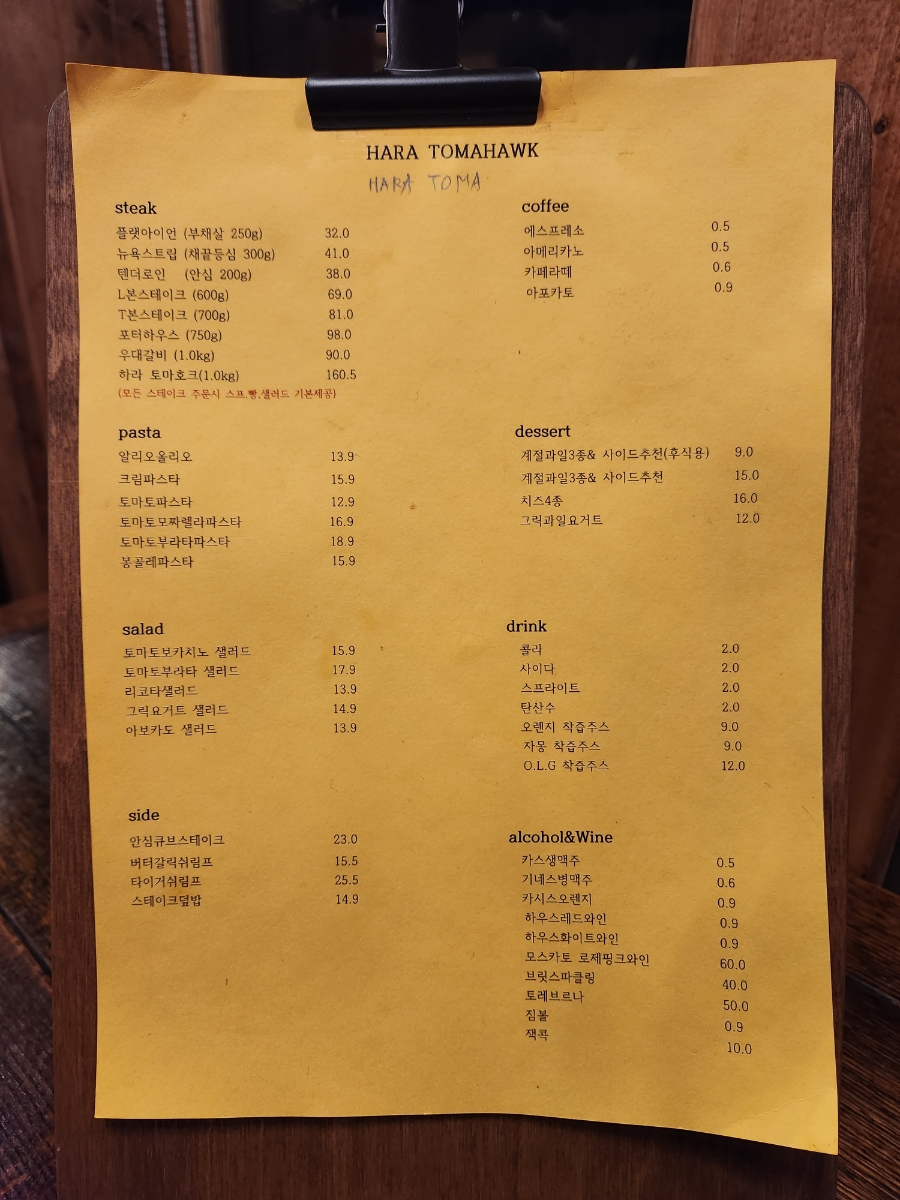 HARA TOMAHAWK
HARA TOMA
steak
플랫아이언 (부채살 250g) 32.0
뉴욕스트립 (채끝등심 300g) 41.0
텐더로인 (안심 200g) 38.0
L본스테이크 (600g) 69.0
T본스테이크 (700g) 81.0
포터하우스 (750g) 98.0
우대갈비 (1.0kg) 90.0
하라 토마호크(1.0kg) 160.5
(모든 스테이크 주문시 스프,빵,샐러드 기본세공)
pasta
알리오올리오 13.9
크림파스타 15.9
토마토파스타 12.9
토마토모짜렐라파스타 16.9
토마토부라타파스타 18.9
봉골레파스타 15.9
salad
토마토보카치노 샐러드 15.9
토마토부라타 샐러드 17.9
리코타샐러드 13.9
그릭요거트 샐러드 14.9
아보카도 샐러드 13.9
side
안심큐브스테이크 23.0
버터갈릭쉬림프 15.5
타이거쉬림프 25.5
스테이크덮밥 14.9
coffee
에스프레소 0.5
아메리카노 0.5
카페라떼 0.6
아포카토 0.9
dessert
계절과일3종& 사이드추천(후식용) 9.0
계절과일3종& 사이드추천 15.0
치즈4종 16.0
그릭과일요거트 12.0
drink
콜라 2.0
사이다 2.0
스프라이트 2.0
탄산수 2.0
오렌지 착즙주스 9.0
자몽 착즙주스 9.0
O.L.G 착즙주스 12.0
alcohol&Wine
카스생맥주 0.5
기네스병맥주 0.6
카시스오렌지 0.9
하우스레드와인 0.9
하우스화이트와인 0.9
모스카토 로제핑크와인 60.0
브릿스파클링 40.0
토레브르나 50.0
짐볼 0.9
잭콕 10.0